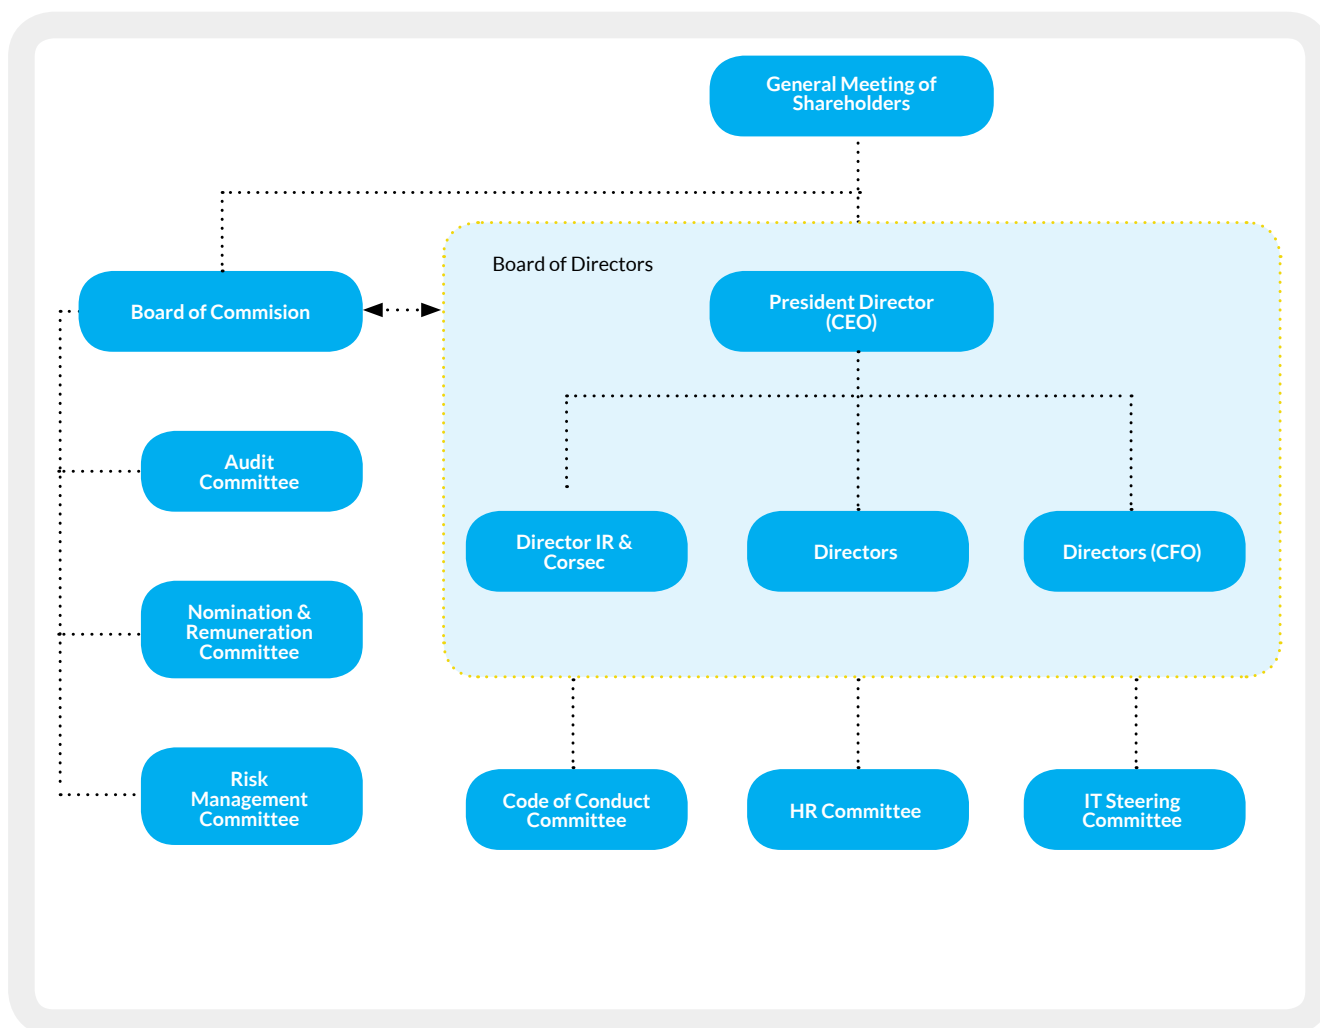 General Meeting of
Shareholders
Board of Directors
Board of Commision
President Director
(CEO)
Audit
Committee
Director IR &
Corsec
Directors
Directors (CFO)
Nomination &
Remuneration
Committee
Risk
Management
Committee
Code of Conduct
Committee
HR Committee
IT Steering
Committee